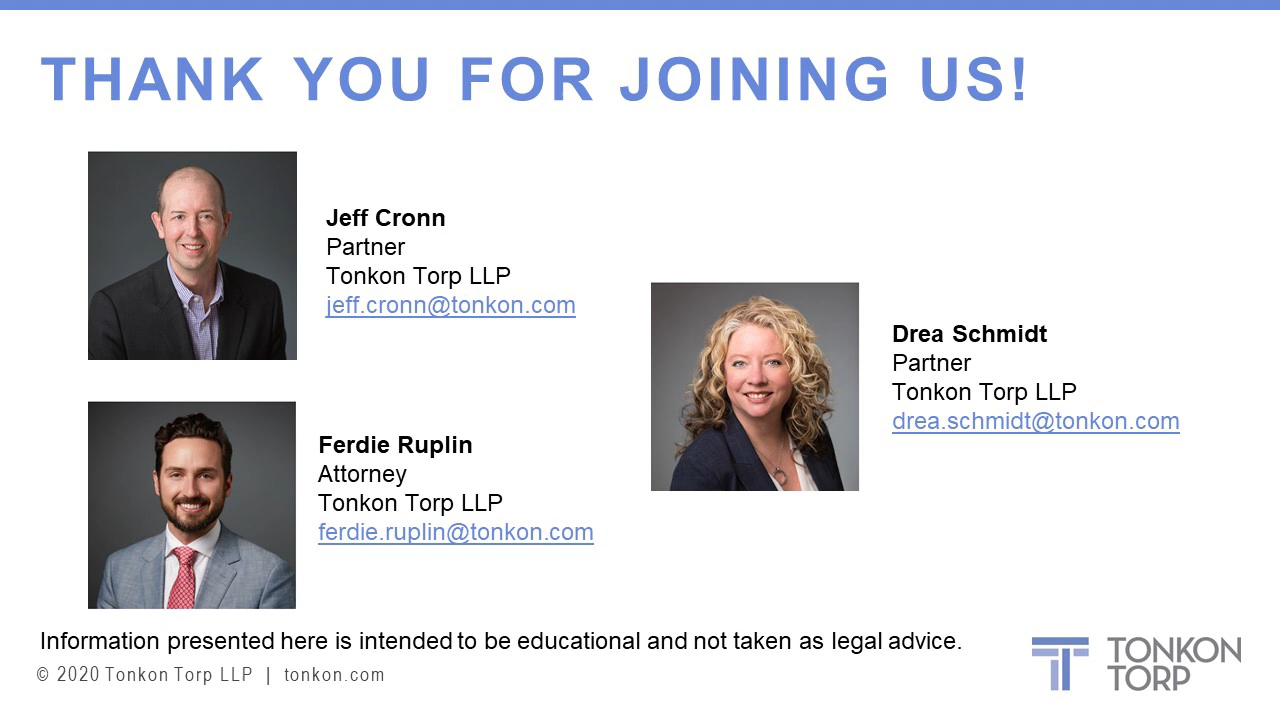 THANK YOU FOR JOINING US!
Jeff Cronn
Partner
Tonkon Torp LLP
jeff.cronn@tonkon.com
Drea Schmidt
Partner
Tonkon Torp LLP
drea.schmidt@tonkon.com
Ferdie Ruplin
Attorney
Tonkon Torp LLP
ferdie.ruplin@tonkon.com
Information presented here is intended to be educational and not taken as legal advice.
© 2020 Tonkon Torp LLP | tonkon.com
TONKON
TORP